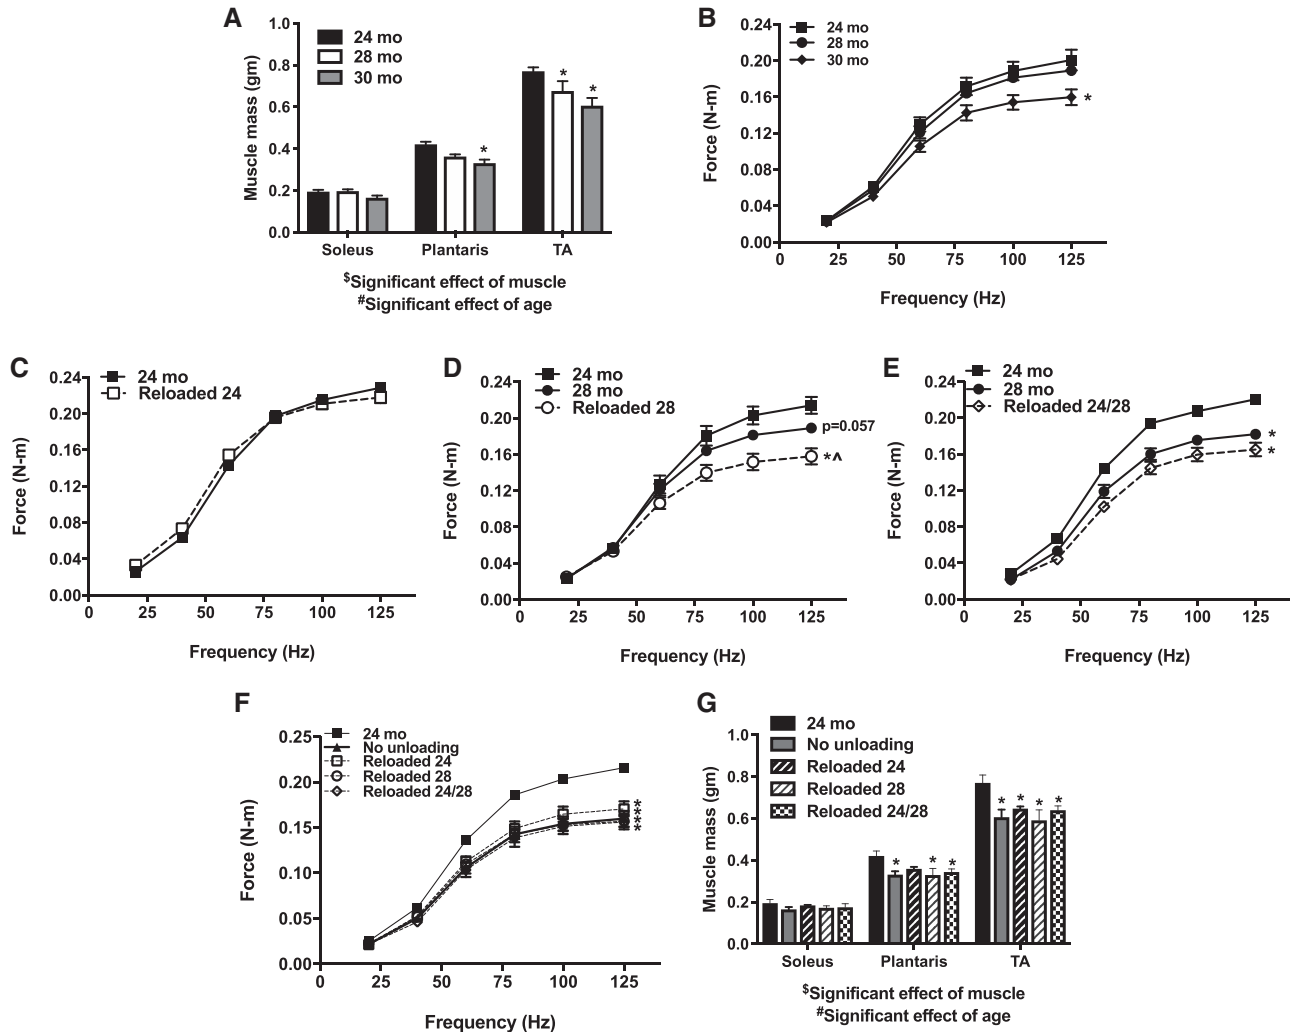 A
Muscle mass (gm)
1.0
0.8
0.6
0.4
0.2
0.0
24 mo
28 mo
30 mo
*
*
*
Soleus Plantaris TA
$Significant effect of muscle
#Significant effect of age
B
Force (N-m)
0.24
0.20
0.16
0.12
0.08
0.04
0.00
24 mo
28 mo
30 mo
*
0 25 50 75 100 125
Frequency (Hz)
C
Force (N-m)
0.24
0.20
0.16
0.12
0.08
0.04
0.00
24 mo
Reloaded 24
0 25 50 75 100 125
Frequency (Hz)
D
Force (N-m)
0.24
0.20
0.16
0.12
0.08
0.04
0.00
24 mo
28 mo
Reloaded 28
p=0.057
*^
0 25 50 75 100 125
Frequency (Hz)
E
Force (N-m)
0.24
0.20
0.16
0.12
0.08
0.04
0.00
24 mo
28 mo
Reloaded 24/28
*
*
0 25 50 75 100 125
Frequency (Hz)
F
Force (N-m)
0.25
0.20
0.15
0.10
0.05
0.00
24 mo
No unloading
Reloaded 24
Reloaded 28
Reloaded 24/28
*
*
*
*
0 25 50 75 100 125
Frequency (Hz)
G
Muscle mass (gm)
1.0
0.8
0.6
0.4
0.2
0.0
24 mo
No unloading
Reloaded 24
Reloaded 28
Reloaded 24/28
* * *
* * * *
Soleus Plantaris TA
$Significant effect of muscle
#Significant effect of age